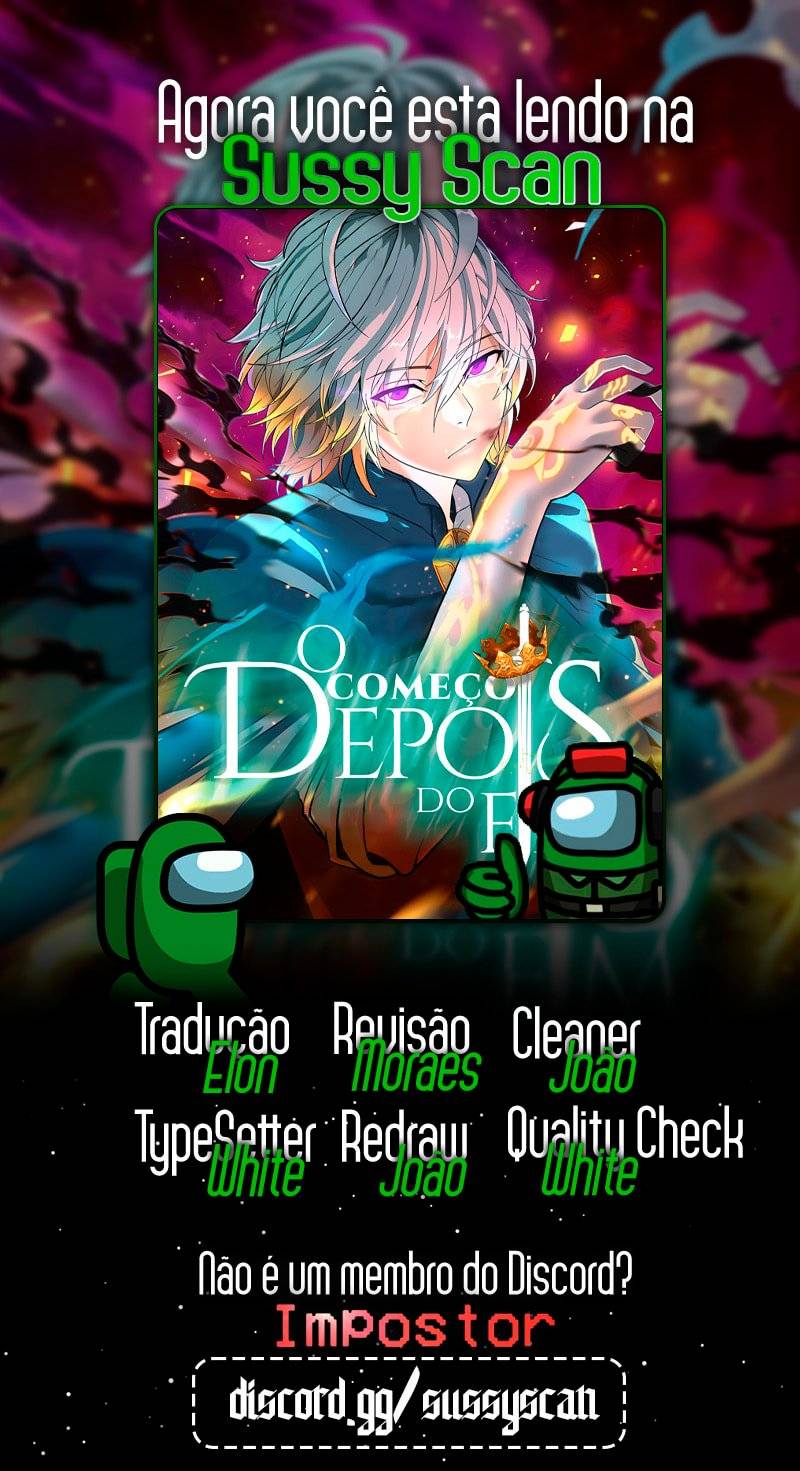 Agora você esta lendo na
Sussy Scan
O
COMEÇO
DEPOIS
DO F
Tradução Revisão Cleaner
Elon Moraes João
TypeSetter Redraw Quality Check
White João White
Não é um membro do Discord?
Impostor
discord.gg/sussyscan